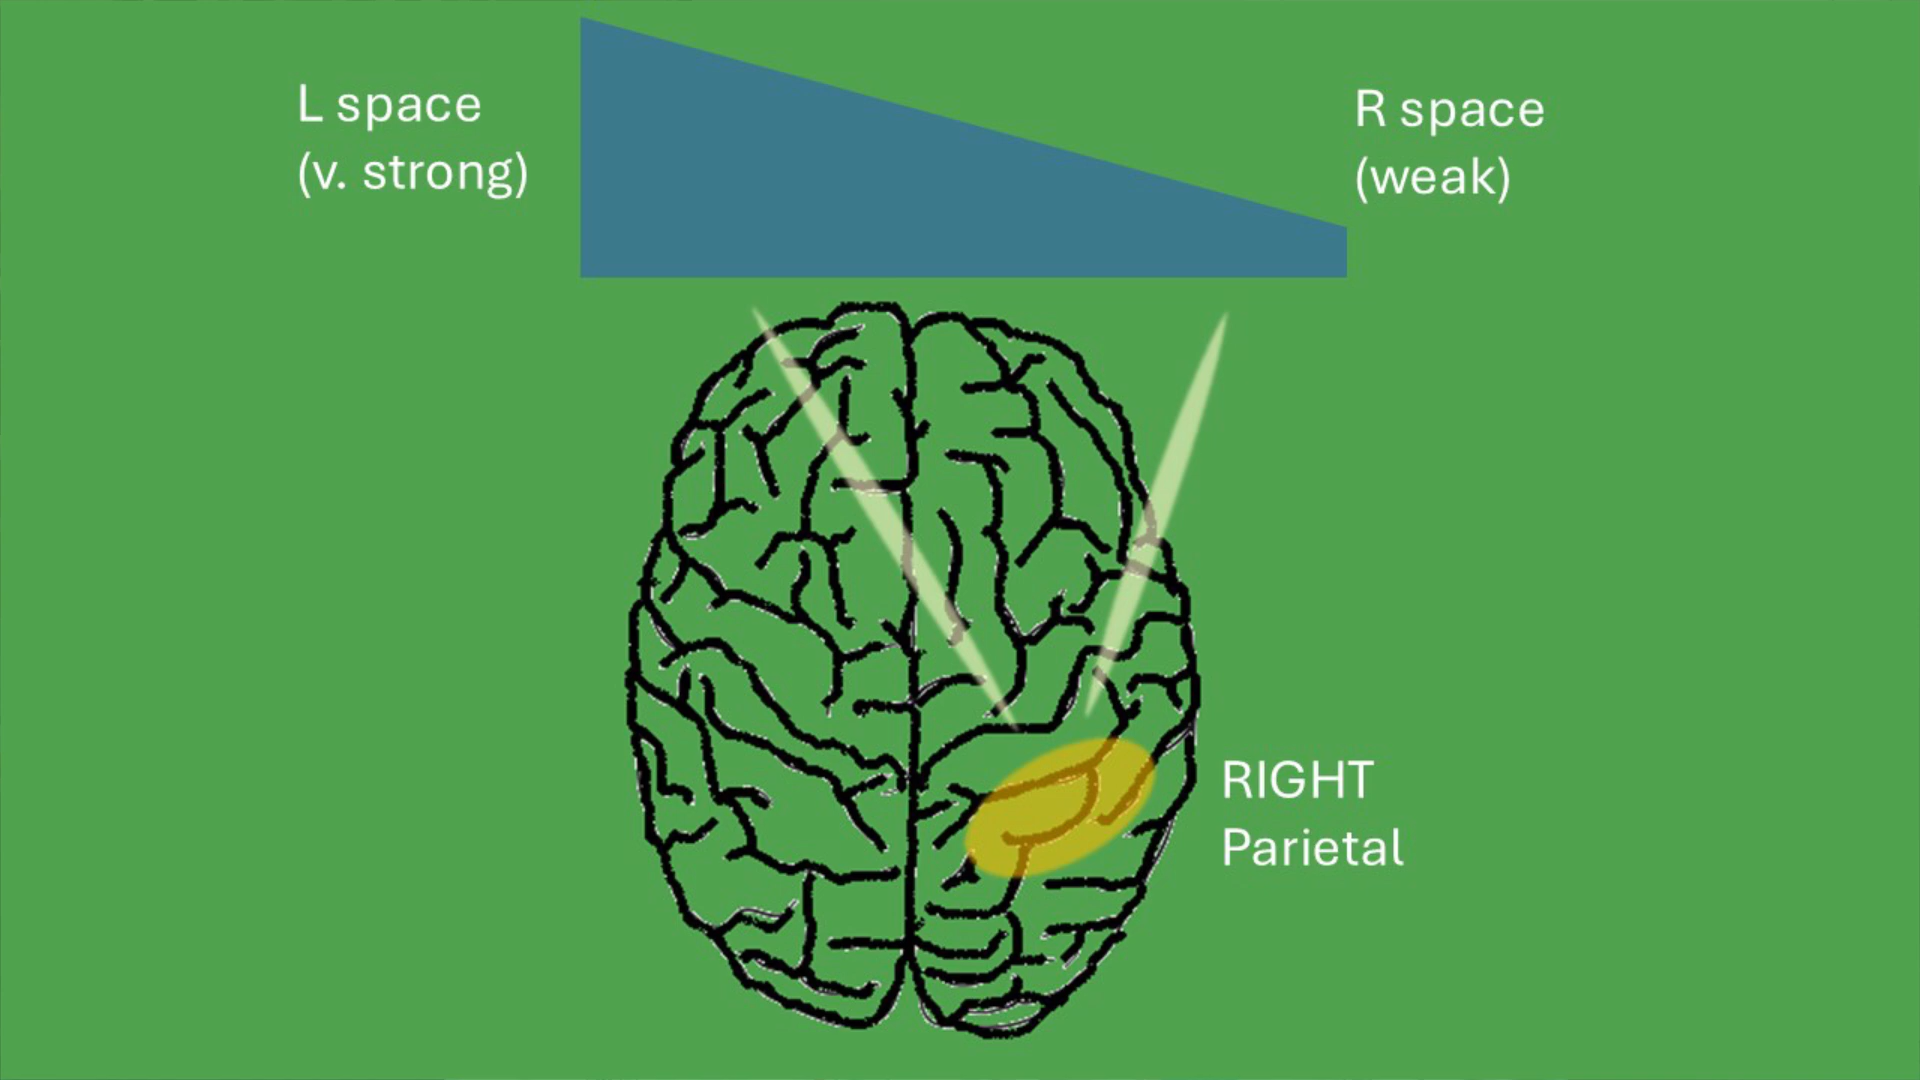 L space
(v. strong)
R space
(weak)
RIGHT
Parietal